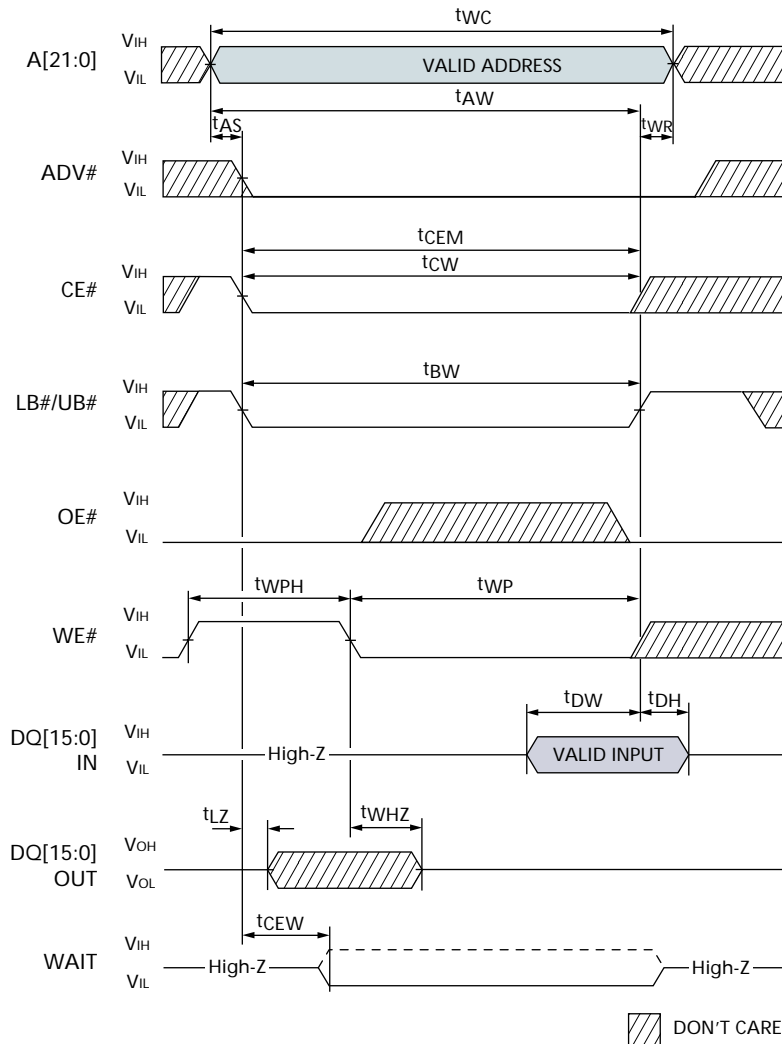 tWC
A[21:0] VIH VIL VALID ADDRESS
tAW
tAS tWR
ADV# VIH VIL
tCEM
CE# VIH VIL tCW
LB#/UB# VIH VIL tBW
OE# VIH VIL
WE# VIH VIL tWPH tWP
tDW tDH
DQ[15:0] IN VIH VIL High-Z VALID INPUT
tLZ tWHZ
DQ[15:0] OUT VOH VOL
tCEW
WAIT VIH VIL High-Z High-Z
DON'T CARE